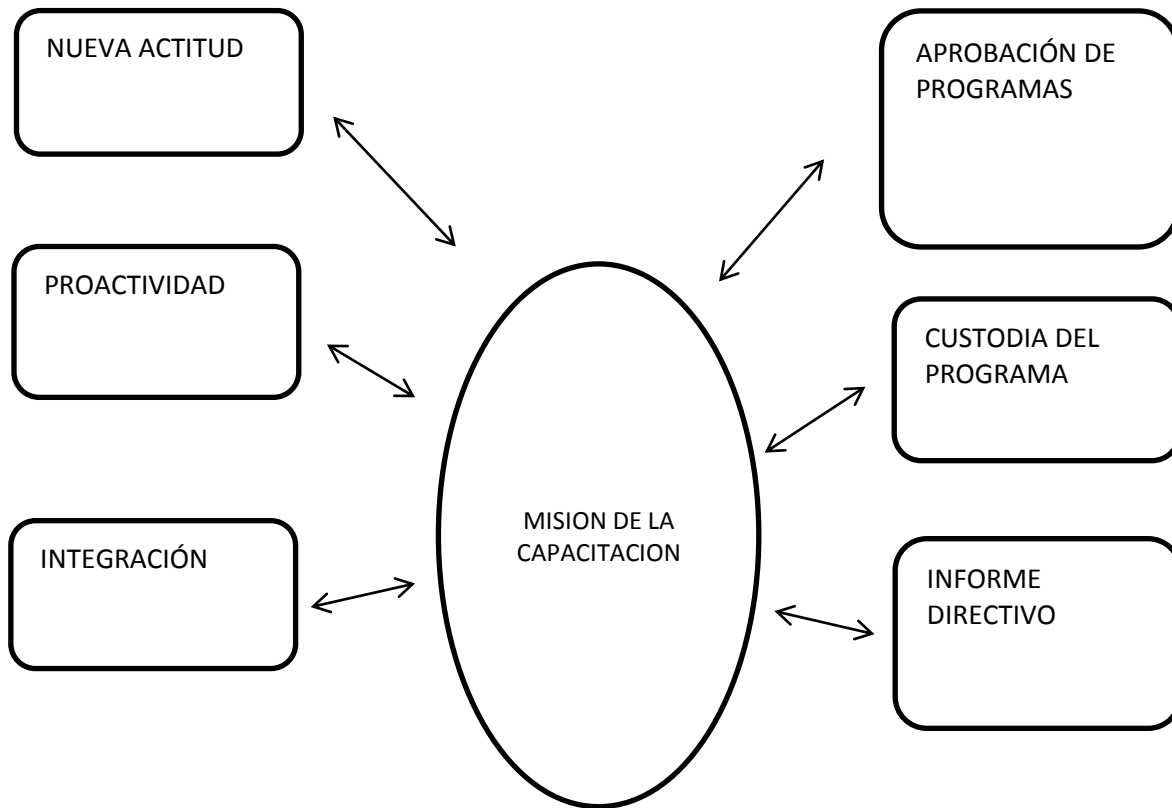 NUEVA ACTITUD
PROACTIVIDAD
INTEGRACIÓN
MISION DE LA
CAPACITACION
APROBACIÓN DE
PROGRAMAS
CUSTODIA DEL
PROGRAMA
INFORME
DIRECTIVO